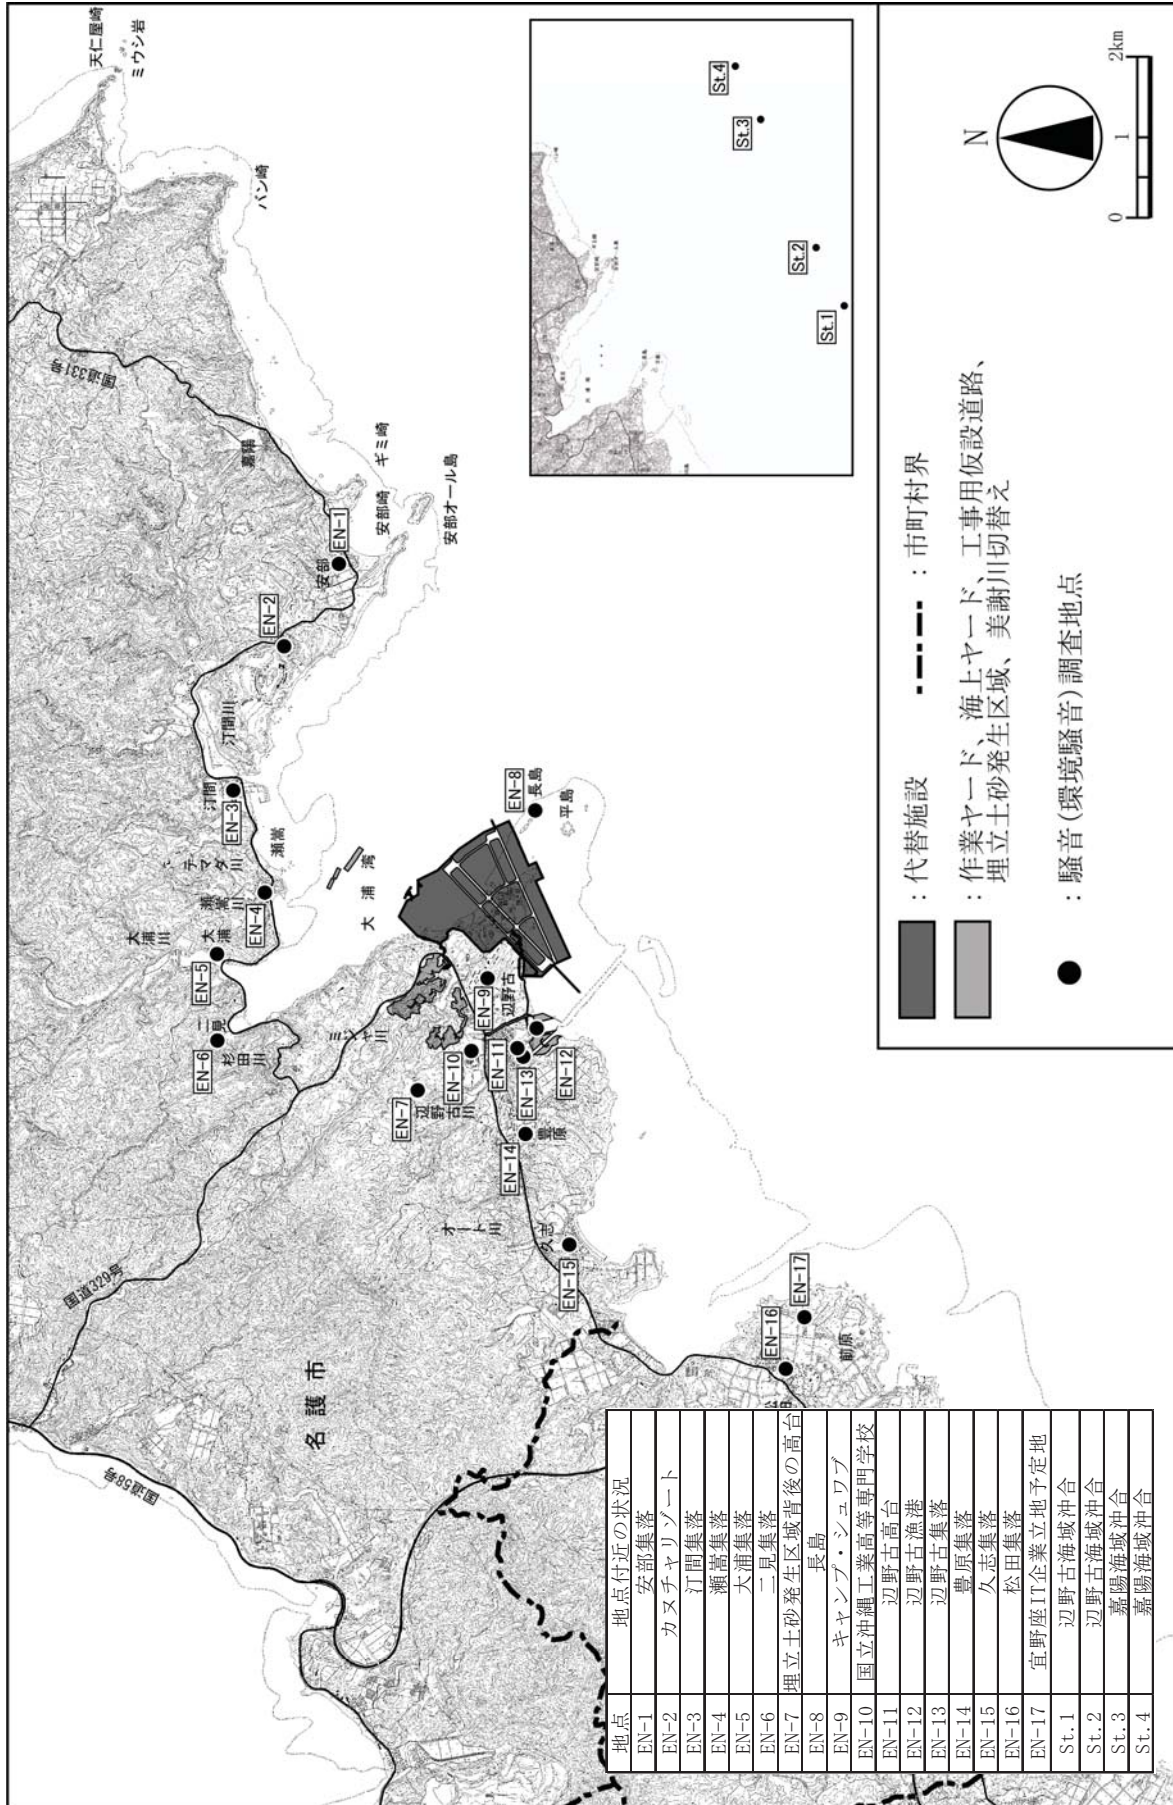 天仁屋崎
ミウシ岩
バン崎
国道331号
嘉陽
ギミ崎
安部崎
安部オール島
安部
EN-1
EN-2
汀間川
汀間
EN-3
テマダ川
瀬嵩
瀬嵩川
EN-4
大浦川
大浦
EN-5
大浦湾
二見
EN-6
杉田川
国道329号
EN-8
長島
平島
EN-9
辺野古
EN-10
EN-7
辺野古川
EN-11
EN-12
EN-13
EN-14
豊原
オート川
久志
EN-15
EN-16
EN-17
前原
名護市
国道58号
St.1
St.2
St.3
St.4
N
0 1 2km
：代替施設
：市町村界
：作業ヤード、海上ヤード、工事用仮設道路、
埋立土砂発生区域、美謝川切替え
：騒音(環境騒音)調査地点
地点 地点付近の状況
EN-1 安部集落
EN-2 カヌチャリゾート
EN-3 汀間集落
EN-4 瀬嵩集落
EN-5 大浦集落
EN-6 二見集落
EN-7 埋立土砂発生区域背後の高台
EN-8 長島
EN-9 キャンプ・シュワブ
EN-10 国立沖縄工業高等専門学校
EN-11 辺野古高台
EN-12 辺野古漁港
EN-13 辺野古集落
EN-14 豊原集落
EN-15 久志集落
EN-16 松田集落
EN-17 宜野座IT企業立地予定地
St.1 辺野古海域沖合
St.2 辺野古海域沖合
St.3 嘉陽海域沖合
St.4 嘉陽海域沖合